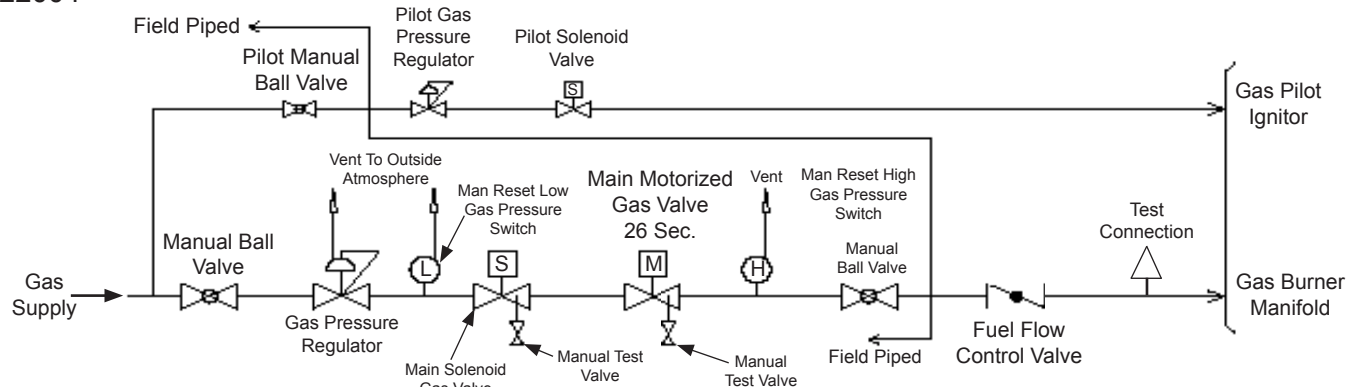 Field Piped
Pilot Manual
Ball Valve
Pilot Gas
Pressure
Regulator
Pilot Solenoid
Valve
S
Gas Pilot
Ignitor
Vent To Outside
Atmosphere
Man Reset Low
Gas Pressure
Switch
Main Motorized
Gas Valve
26 Sec.
Vent
Man Reset High
Gas Pressure
Switch
Test
Connection
Manual Ball
Valve
Manual
Ball Valve
L
S
M
H
Gas
Supply
Gas Burner
Manifold
Gas Pressure
Regulator
Main Solenoid
Gas Valve
Manual Test
Valve
Manual
Test Valve
Field Piped
Fuel Flow
Control Valve